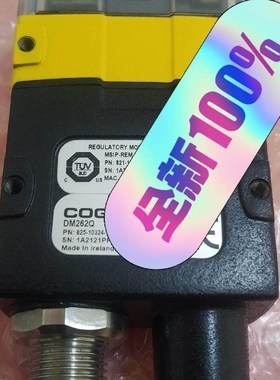 REGULATORY MO
MSIP-REM
PN: 821-
SN: 1A
MAC
TUV
C US
COG
DM262Q
PN: 825-10324-
SN: 1A2121P
Made in Ireland
全新100%